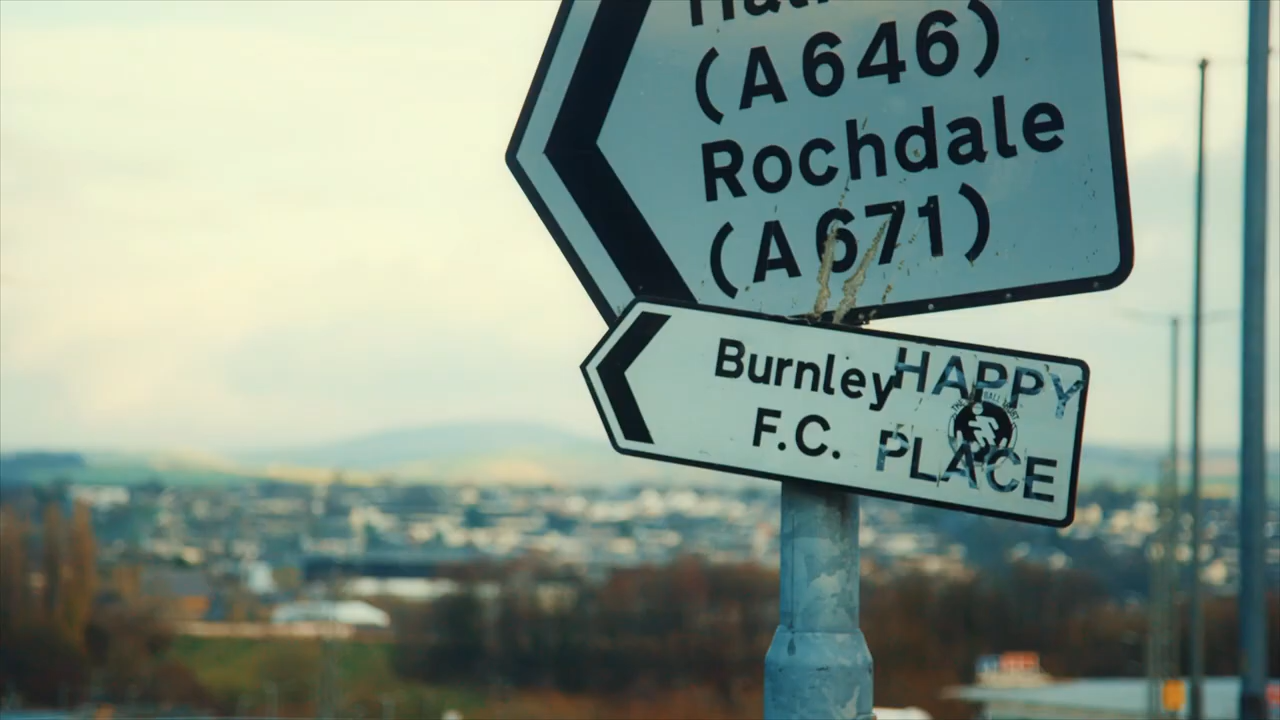 (A646)
Rochdale
(A671)
Burnley HAPPY
F.C. PLACE